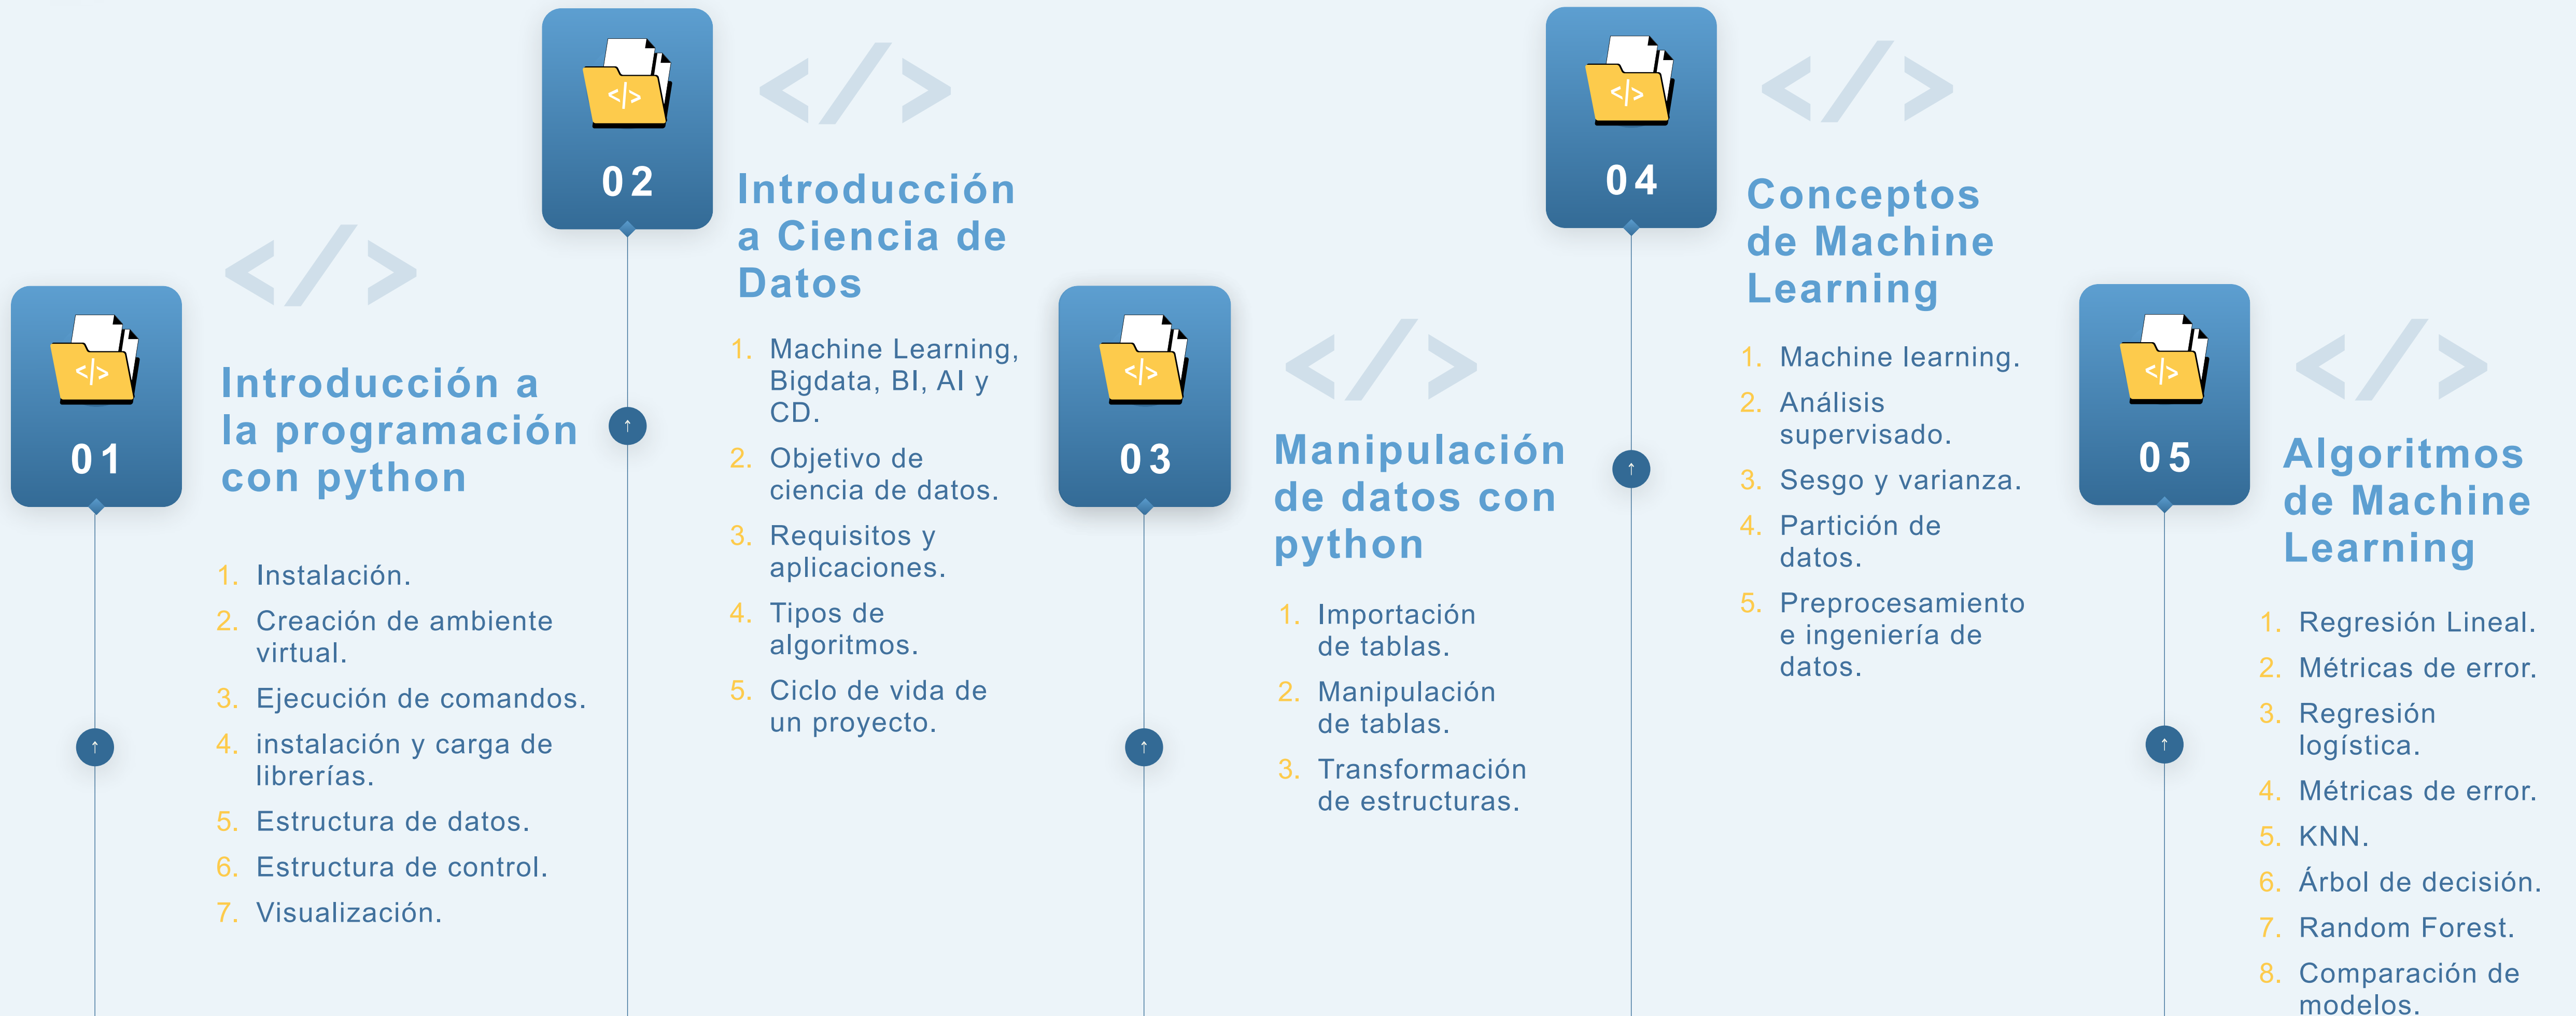 </>
01
</>
Introducción a
la programación
con python
1. Instalación.
2. Creación de ambiente
virtual.
3. Ejecución de comandos.
4. instalación y carga de
librerías.
5. Estructura de datos.
6. Estructura de control.
7. Visualización.
↑
</>
02
</>
Introducción
a Ciencia de
Datos
1. Machine Learning,
Bigdata, BI, AI y
CD.
2. Objetivo de
ciencia de datos.
3. Requisitos y
aplicaciones.
4. Tipos de
algoritmos.
5. Ciclo de vida de
un proyecto.
↑
</>
03
</>
Manipulación
de datos con
python
1. Importación
de tablas.
2. Manipulación
de tablas.
3. Transformación
de estructuras.
↑
</>
04
</>
Conceptos
de Machine
Learning
1. Machine learning.
2. Análisis
supervisado.
3. Sesgo y varianza.
4. Partición de
datos.
5. Preprocesamiento
e ingeniería de
datos.
↑
</>
05
</>
Algoritmos
de Machine
Learning
1. Regresión Lineal.
2. Métricas de error.
3. Regresión
logística.
4. Métricas de error.
5. KNN.
6. Árbol de decisión.
7. Random Forest.
8. Comparación de
modelos.
↑